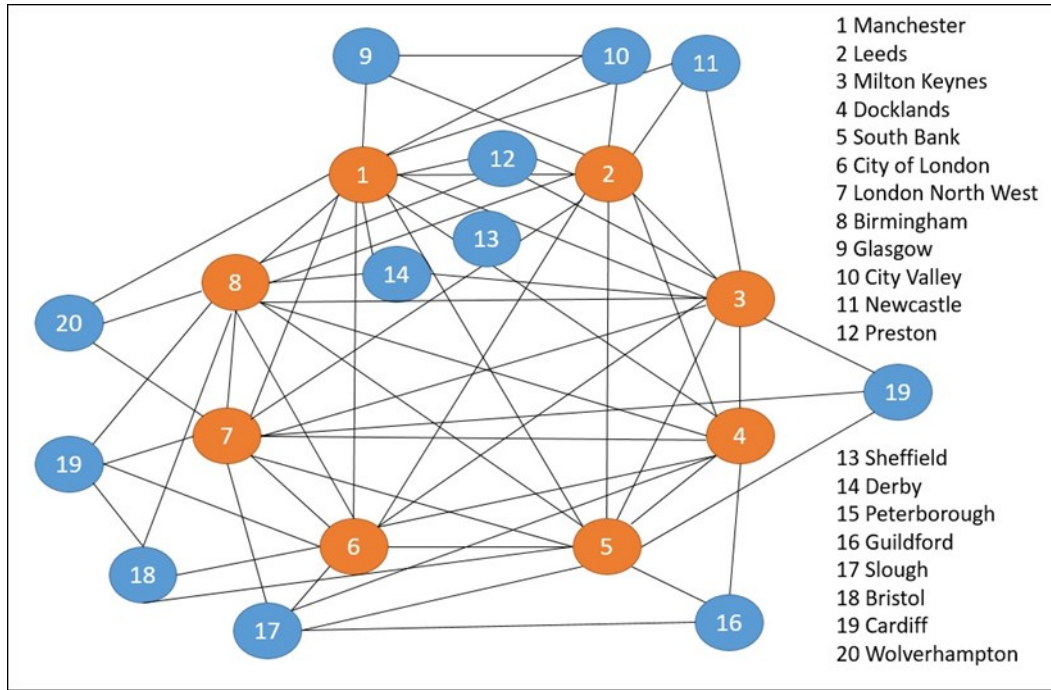 9
10
11
12
1
2
13
14
8
3
20
19
7
4
19
6
5
18
17
16
1 Manchester
2 Leeds
3 Milton Keynes
4 Docklands
5 South Bank
6 City of London
7 London North West
8 Birmingham
9 Glasgow
10 City Valley
11 Newcastle
12 Preston
13 Sheffield
14 Derby
15 Peterborough
16 Guildford
17 Slough
18 Bristol
19 Cardiff
20 Wolverhampton